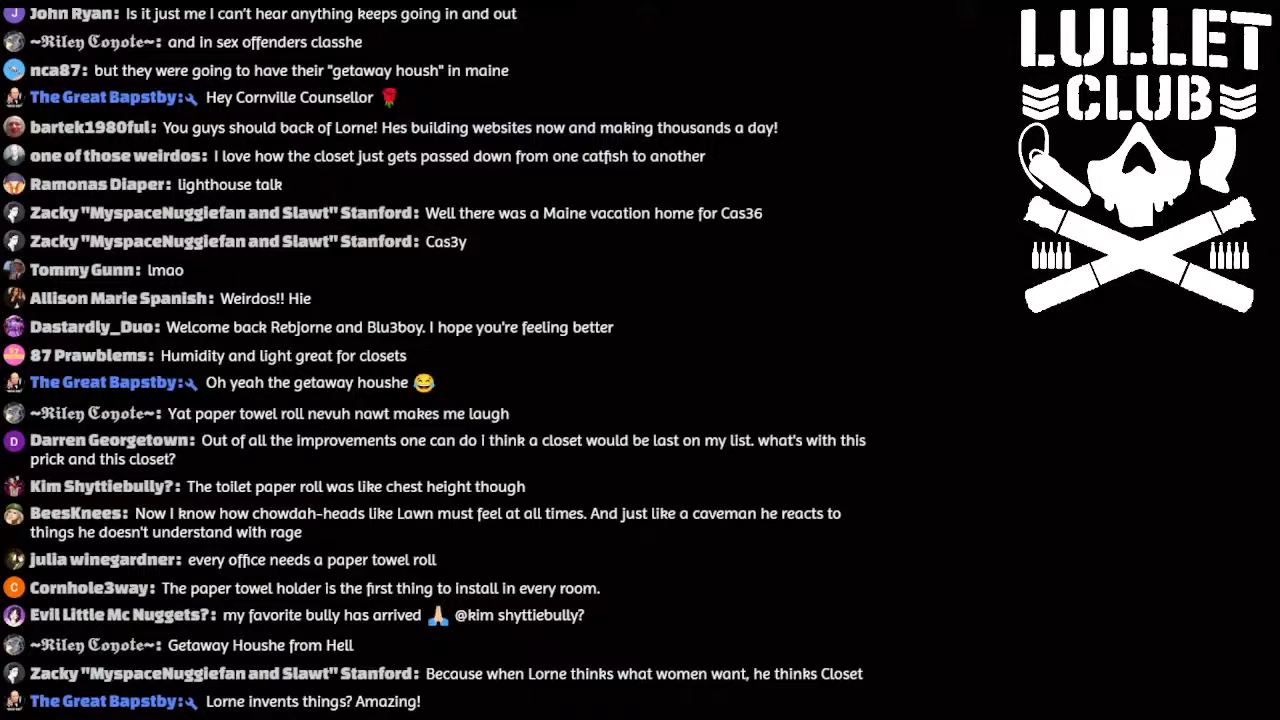 John Ryan: Is it just me I can't hear anything keeps going in and out
~Riley Coyote~: and in sex offenders classhe
nca87: but they were going to have their "getaway housh" in maine
The Great Bapstby: Hey Cornville Counsellor 🌹
bartek1980ful: You guys should back of Lorne! Hes building websites now and making thousands a day!
one of those weirdos: I love how the closet just gets passed down from one catfish to another
Ramonas Diaper: lighthouse talk
Zacky "MyspaceNuggiefan and Slawt" Stanford: Well there was a Maine vacation home for Cas36
Zacky "MyspaceNuggiefan and Slawt" Stanford: Cas3y
Tommy Gunn: lmao
Allison Marie Spanish: Weirdos!! Hie
Dastardly_Duo: Welcome back Rebjorne and Blu3boy. I hope you're feeling better
87 Prawblems: Humidity and light great for closets
The Great Bapstby: Oh yeah the getaway houshe 😂
~Riley Coyote~: Yat paper towel roll nevuh nawt makes me laugh
Darren Georgetown: Out of all the improvements one can do i think a closet would be last on my list. what's with this
prick and this closet?
Kim Shyttiebully?: The toilet paper roll was like chest height though
BeesKnees: Now I know how chowdah-heads like Lawn must feel at all times. And just like a caveman he reacts to
things he doesn't understand with rage
julia winegardner: every office needs a paper towel roll
Cornhole3way: The paper towel holder is the first thing to install in every room.
Evil Little Mc Nuggets?: my favorite bully has arrived 🙏🏻 @kim shyttiebully?
~Riley Coyote~: Getaway Houshe from Hell
Zacky "MyspaceNuggiefan and Slawt" Stanford: Because when Lorne thinks what women want, he thinks Closet
The Great Bapstby: Lorne invents things? Amazing!
LULLET
CLUB